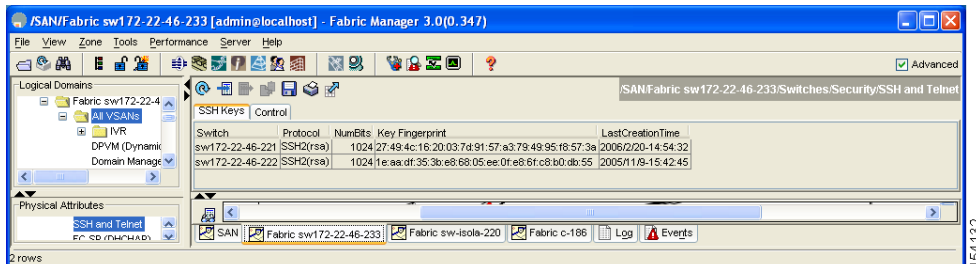 /SAN/Fabric sw172-22-46-233 [admin@localhost] - Fabric Manager 3.0(0.347)
File View Zone Tools Performance Server Help
Advanced
Logical Domains
Fabric sw172-22-4
All VSANs
IVR
DPVM (Dynamic
Domain Manage
/SAN/Fabric sw172-22-46-233/Switches/Security/SSH and Telnet
SSH Keys Control
Switch Protocol NumBits Key Fingerprint LastCreationTime
sw172-22-46-221 SSH2(rsa) 1024 27:49:4c:16:20:03:7d:91:57:a3:79:49:95:f8:57:3a 2006/2/20-14:54:32
sw172-22-46-222 SSH2(rsa) 1024 1e:aa:df:35:3b:e8:68:05:ee:0f:e8:6f:c8:b0:db:55 2005/11/9-15:42:45
Physical Attributes
SSH and Telnet
FC-SP (DHCHAP)
SAN Fabric sw172-22-46-233 Fabric sw-isola-220 Fabric c-186 Log Events
2 rows
154132